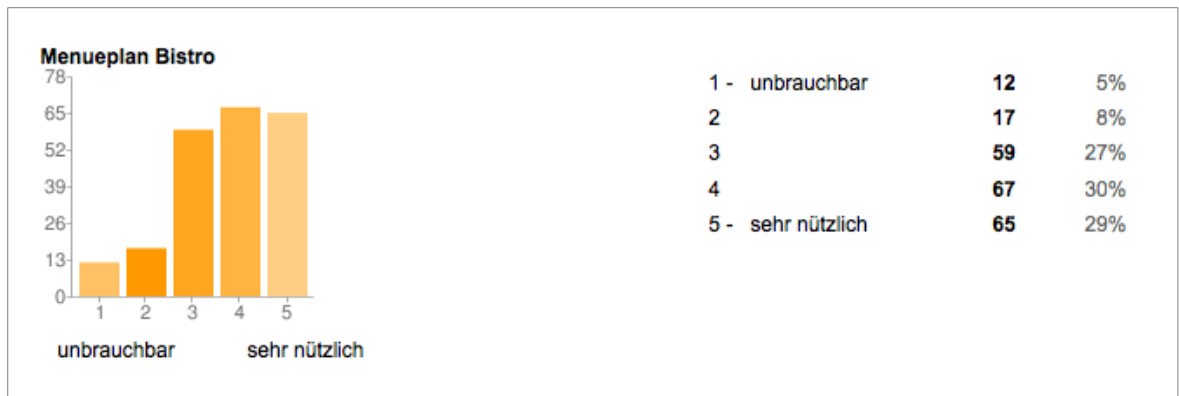 Menueplan Bistro
78
65
52
39
26
13
0
1 2 3 4 5
unbrauchbar sehr nützlich
1 - unbrauchbar 12 5%
2 17 8%
3 59 27%
4 67 30%
5 - sehr nützlich 65 29%